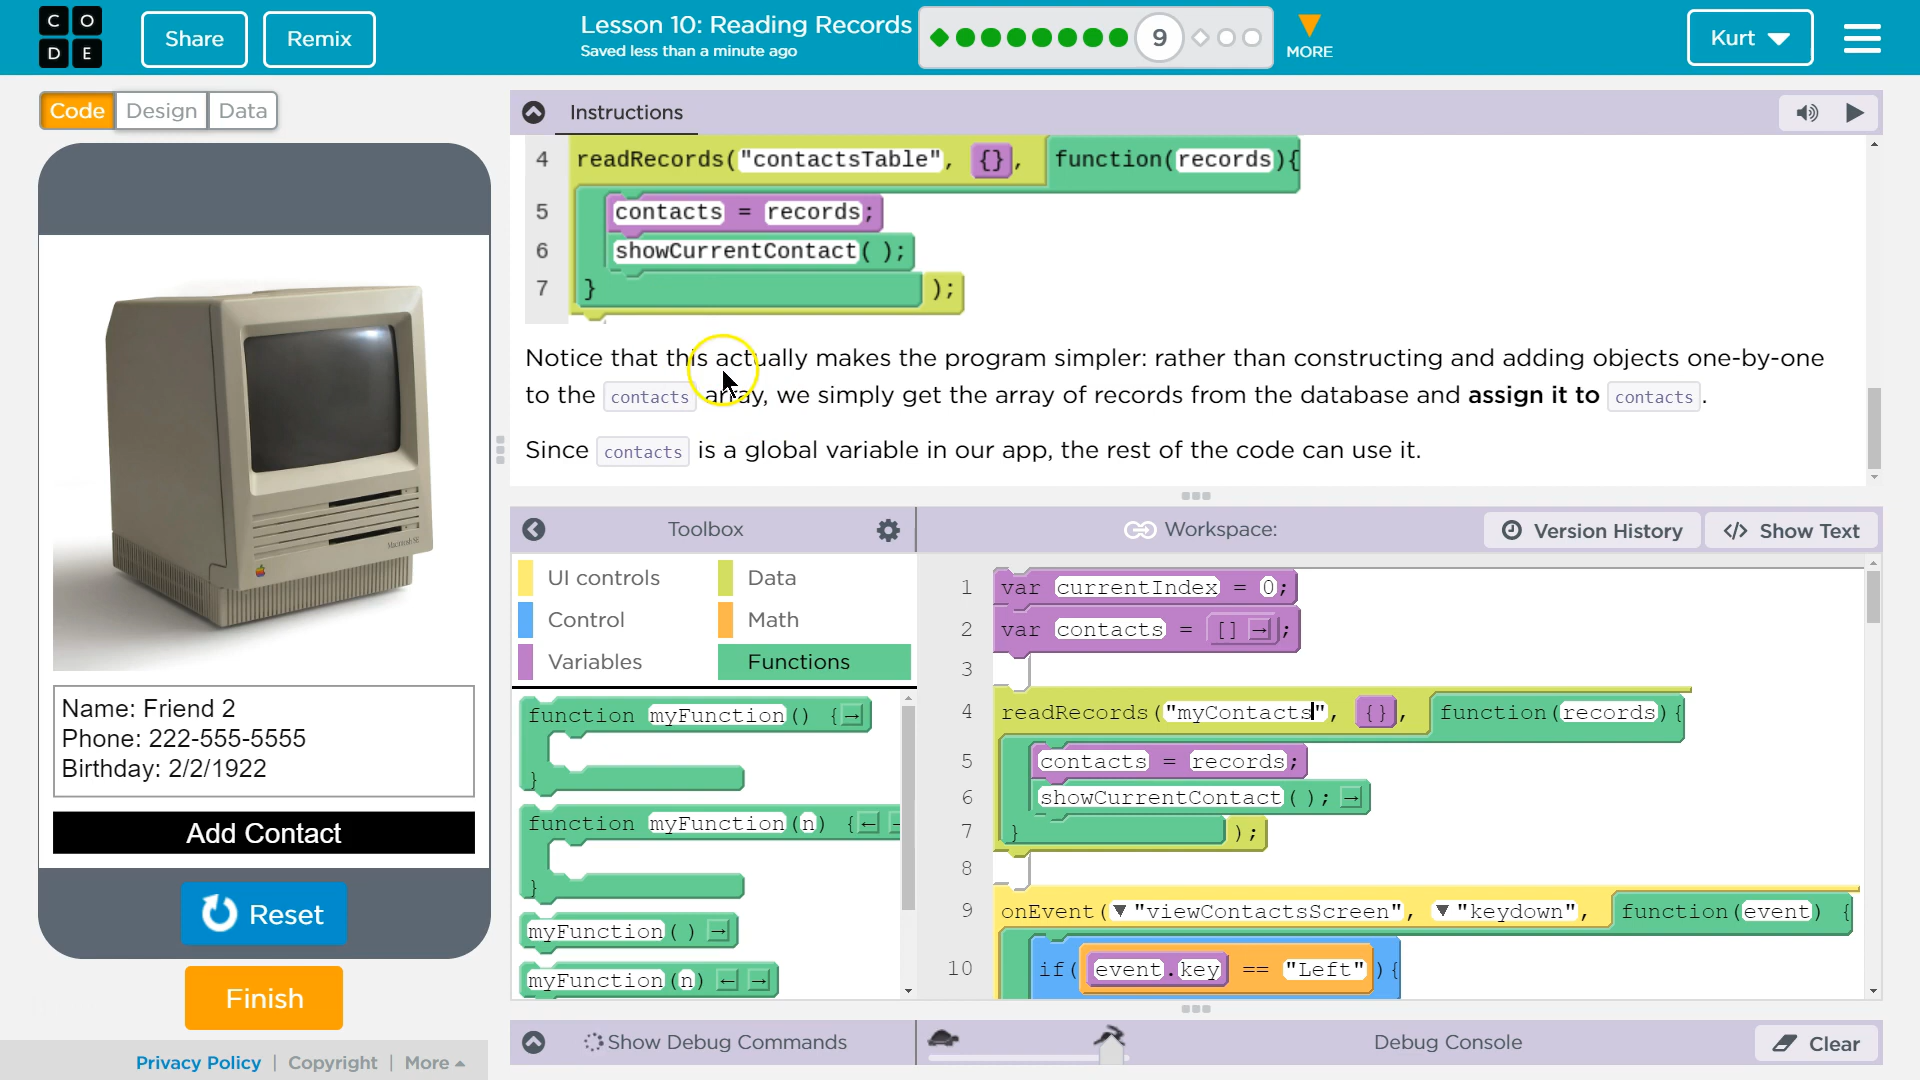 C O
D E
Share
Remix
Lesson 10: Reading Records
Saved less than a minute ago
9
MORE
Kurt
Code
Design
Data
Instructions
4 readRecords("contactsTable", {}, function(records){
5 contacts = records;
6 showCurrentContact( );
7 } );
Notice that this actually makes the program simpler: rather than constructing and adding objects one-by-one
to the contacts array, we simply get the array of records from the database and assign it to contacts .
Since contacts is a global variable in our app, the rest of the code can use it.
Macintosh SE
Name: Friend 2
Phone: 222-555-5555
Birthday: 2/2/1922
Add Contact
Reset
Finish
Privacy Policy | Copyright | More
Toolbox
UI controls
Data
Control
Math
Variables
Functions
function myFunction() {
}
function myFunction(n) {
}
myFunction()
myFunction(n)
Workspace:
Version History
</> Show Text
1 var currentIndex = 0;
2 var contacts = [] ;
3
4 readRecords("myContacts", {}, function(records){
5 contacts = records;
6 showCurrentContact();
7 } );
8
9 onEvent("viewContactsScreen", "keydown", function(event) {
10 if( event.key == "Left" ){
Show Debug Commands
Debug Console
Clear